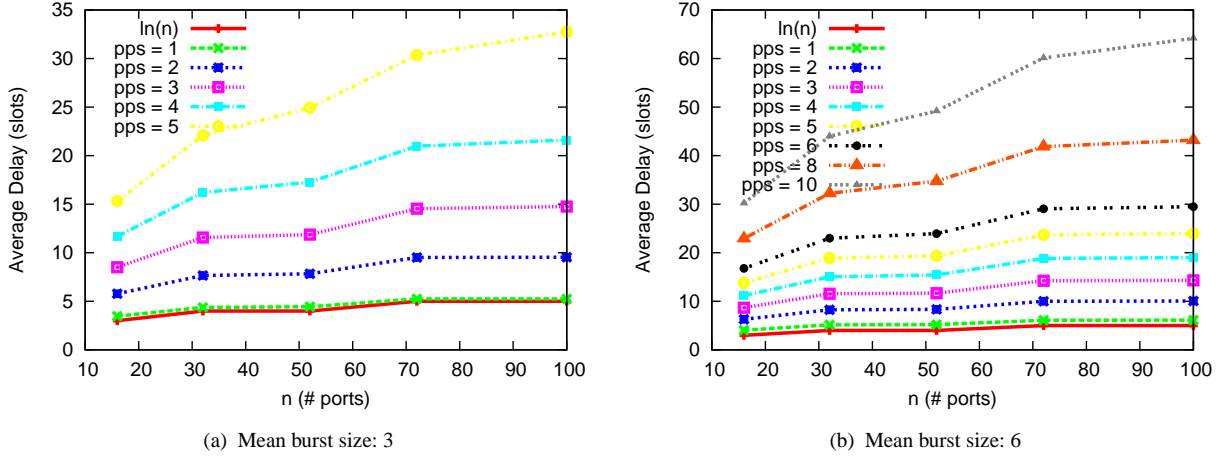 35
30
25
20
15
10
5
0
Average Delay (slots)
ln(n)
pps = 1
pps = 2
pps = 3
pps = 4
pps = 5
10 20 30 40 50 60 70 80 90 100
n (# ports)
(a) Mean burst size: 3
70
60
50
40
30
20
10
0
Average Delay (slots)
ln(n)
pps = 1
pps = 2
pps = 3
pps = 4
pps = 5
pps = 6
pps = 8
pps = 10
10 20 30 40 50 60 70 80 90 100
n (# ports)
(b) Mean burst size: 6